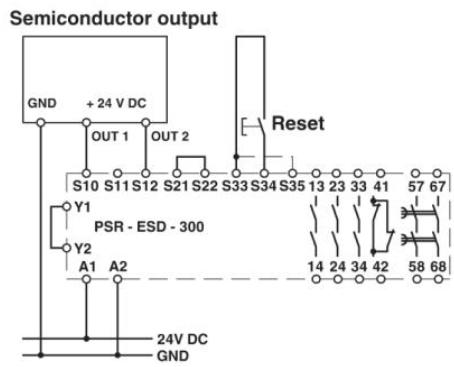 Semiconductor output
GND + 24 V DC
OUT 1 OUT 2
Reset
S10 S11 S12 S21 S22 S33 S34 S35 13 23 33 41 57 67
Y1
PSR - ESD - 300
Y2
A1 A2 14 24 34 42 58 68
24V DC
GND